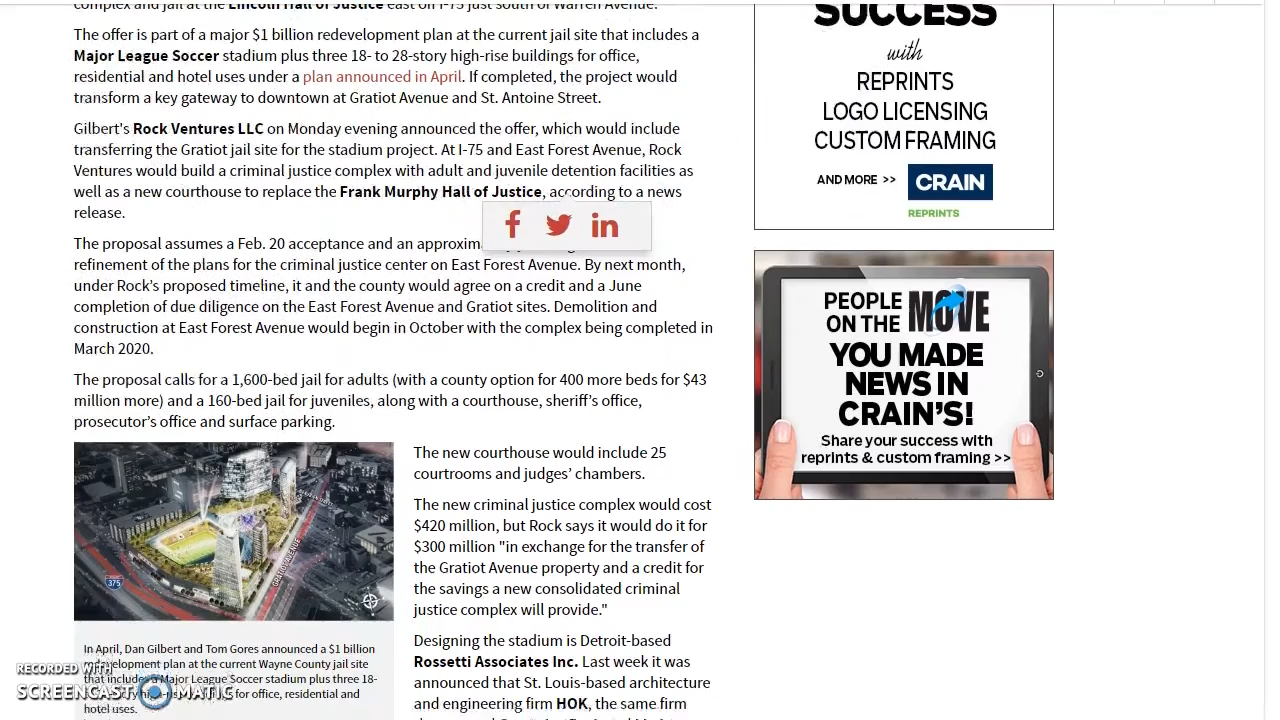 complex and jail at the Lincoln Hall of Justice east on I-75 just south of Warren Avenue.
The offer is part of a major $1 billion redevelopment plan at the current jail site that includes a
Major League Soccer stadium plus three 18- to 28-story high-rise buildings for office,
residential and hotel uses under a plan announced in April. If completed, the project would
transform a key gateway to downtown at Gratiot Avenue and St. Antoine Street.
Gilbert's Rock Ventures LLC on Monday evening announced the offer, which would include
transferring the Gratiot jail site for the stadium project. At I-75 and East Forest Avenue, Rock
Ventures would build a criminal justice complex with adult and juvenile detention facilities as
well as a new courthouse to replace the Frank Murphy Hall of Justice, according to a news
release.
The proposal assumes a Feb. 20 acceptance and an
refinement of the plans for the criminal justice center on East Forest Avenue. By next month,
under Rock's proposed timeline, it and the county would agree on a credit and a June
completion of due diligence on the East Forest Avenue and Gratiot sites. Demolition and
construction at East Forest Avenue would begin in October with the complex being completed in
March 2020.
The proposal calls for a 1,600-bed jail for adults (with a county option for 400 more beds for $43
million more) and a 160-bed jail for juveniles, along with a courthouse, sheriff's office,
prosecutor's office and surface parking.
The new courthouse would include 25
courtrooms and judges' chambers.
The new criminal justice complex would cost
$420 million, but Rock says it would do it for
$300 million "in exchange for the transfer of
the Gratiot Avenue property and a credit for
the savings a new consolidated criminal
justice complex will provide."
Designing the stadium is Detroit-based
Rossetti Associates Inc. Last week it was
announced that St. Louis-based architecture
and engineering firm HOK, the same firm
GRATIOT AVENUE
375
In April, Dan Gilbert and Tom Gores announced a $1 billion
redevelopment plan at the current Wayne County jail site
that includes a Major League Soccer stadium plus three 18-
for office, residential and
hotel uses.
RECORDED WITH
SCREENCAST MATIC
SUCCESS
with
REPRINTS
LOGO LICENSING
CUSTOM FRAMING
AND MORE >> CRAIN
REPRINTS
PEOPLE
ON THE MOVE
YOU MADE
NEWS IN
CRAIN'S!
Share your success with
reprints & custom framing >>